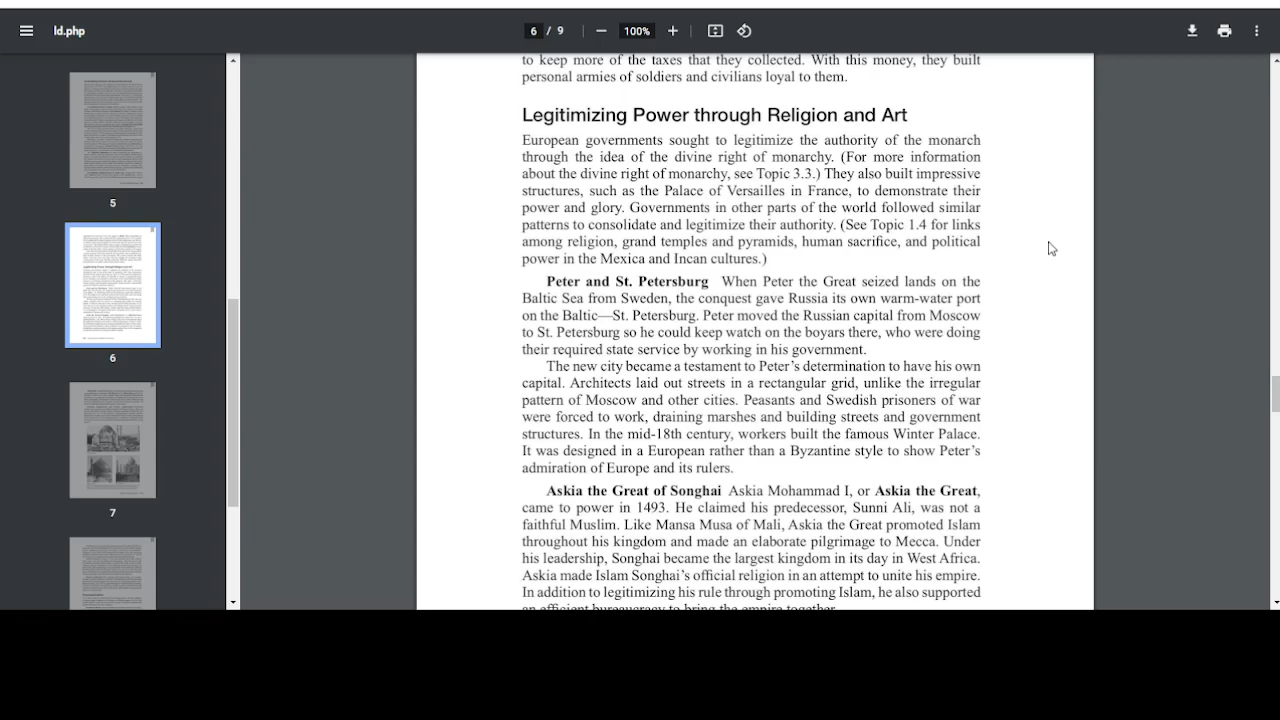 ld.php
6 / 9
100%
5
6
7
to keep more of the taxes that they collected. With this money, they built
personal armies of soldiers and civilians loyal to them.
Legitimizing Power through Religion and Art
European governments sought to legitimize the authority of the monarch
through the idea of the divine right of monarchy. (For more information
about the divine right of monarchy, see Topic 3.3.) They also built impressive
structures, such as the Palace of Versailles in France, to demonstrate their
power and glory. Governments in other parts of the world followed similar
patterns to consolidate and legitimize their authority. (See Topic 1.4 for links
among religion, grand temples and pyramids, human sacrifice, and political
power in the Mexica and Incan cultures.)
Peter and St. Petersburg When Peter the Great seized lands on the
Baltic Sea from Sweden, the conquest gave Russia its own warm-water port
on the Baltic—St. Petersburg. Peter moved the Russian capital from Moscow
to St. Petersburg so he could keep watch on the boyars there, who were doing
their required state service by working in his government.
The new city became a testament to Peter's determination to have his own
capital. Architects laid out streets in a rectangular grid, unlike the irregular
pattern of Moscow and other cities. Peasants and Swedish prisoners of war
were forced to work, draining marshes and building streets and government
structures. In the mid-18th century, workers built the famous Winter Palace.
It was designed in a European rather than a Byzantine style to show Peter's
admiration of Europe and its rulers.
Askia the Great of Songhai Askia Mohammad I, or Askia the Great,
came to power in 1493. He claimed his predecessor, Sunni Ali, was not a
faithful Muslim. Like Mansa Musa of Mali, Askia the Great promoted Islam
throughout his kingdom and made an elaborate pilgrimage to Mecca. Under
his leadership, Songhai became the largest kingdom in its day in West Africa.
Askia made Islam Songhai's official religion in an attempt to unite his empire.
In addition to legitimizing his rule through promoting Islam, he also supported
an efficient bureaucracy to bring the empire together.